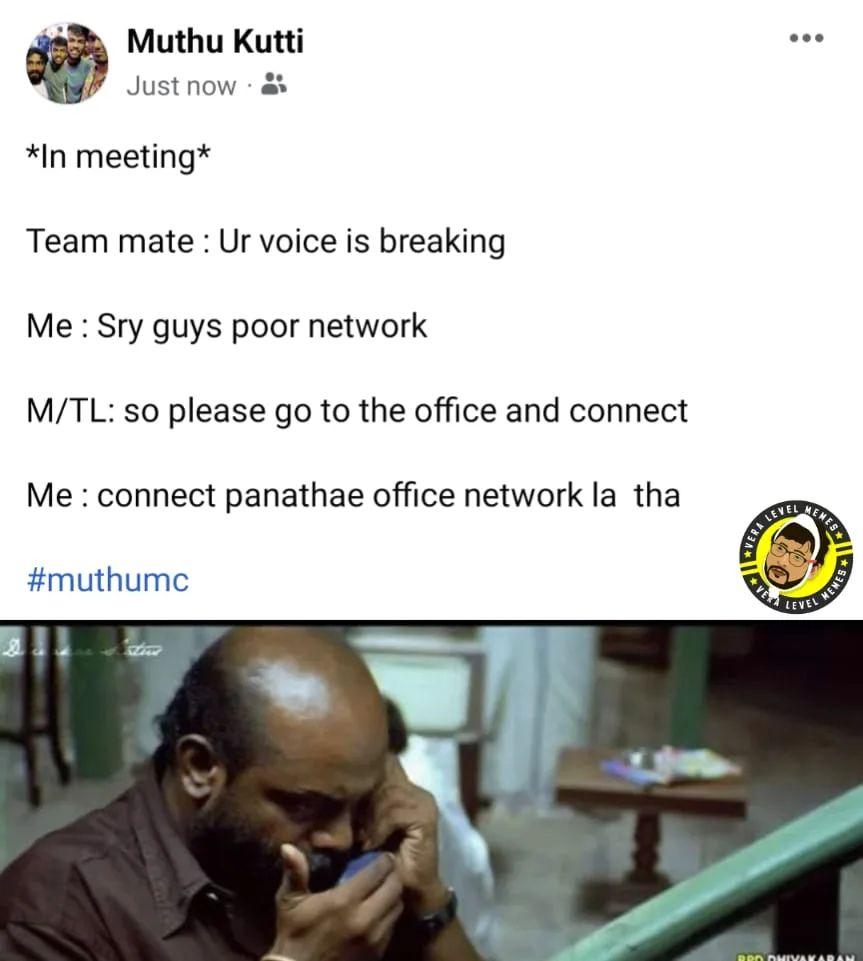 Muthu Kutti
Just now ·
*In meeting*
Team mate : Ur voice is breaking
Me : Sry guys poor network
M/TL: so please go to the office and connect
Me : connect panathae office network la tha
#muthumc
VERA LEVEL MEMES
VERA LEVEL MEMES
DHIVAKARAN